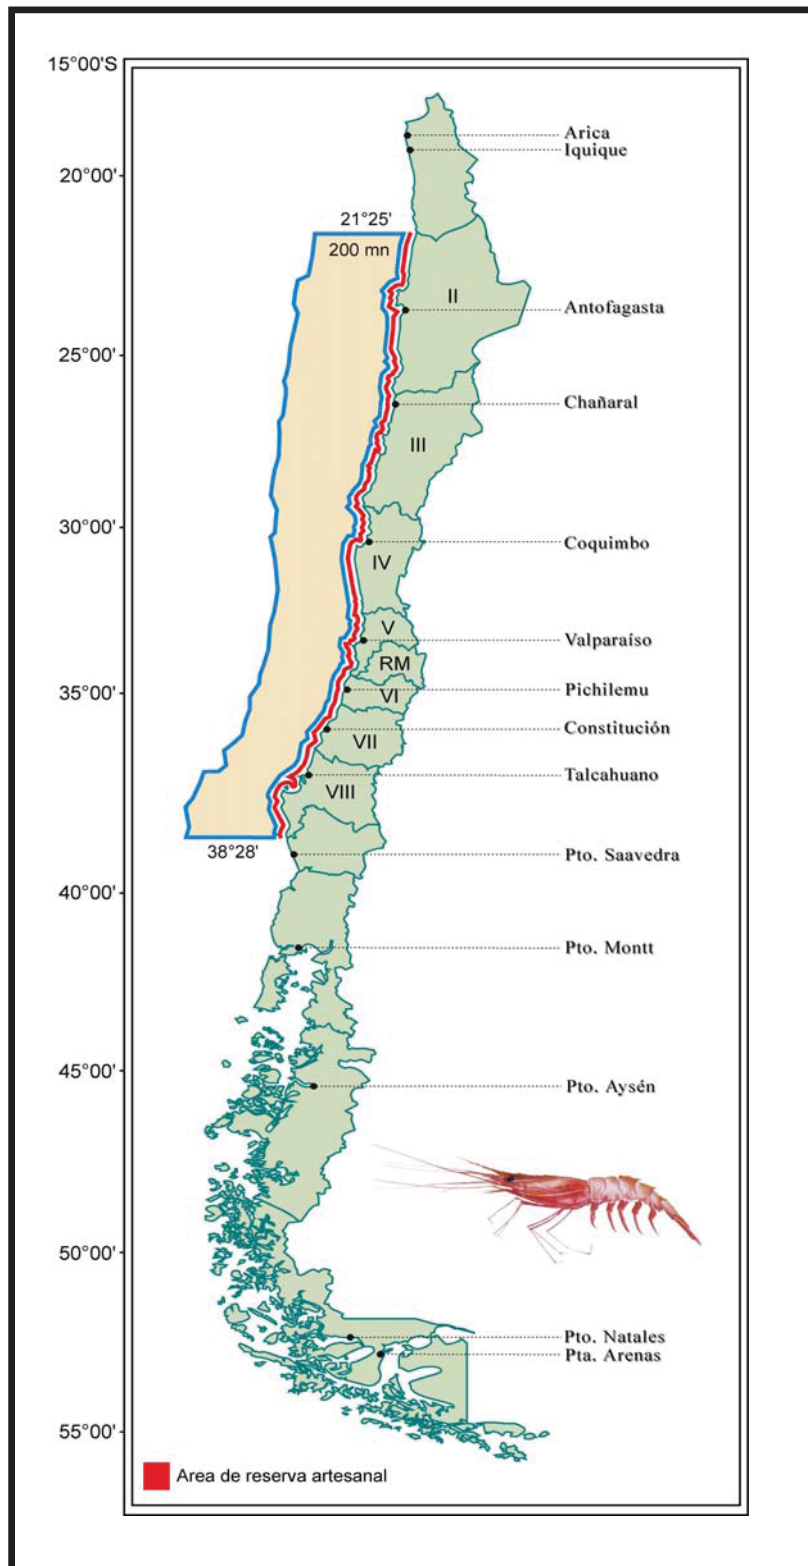 15°00'S
Arica
Iquique
20°00'
21°25'
200 mn
II
Antofagasta
25°00'
Chañaral
III
30°00'
Coquimbo
IV
V
Valparaíso
RM
35°00'
Pichilemu
VI
Constitución
VII
Talcahuano
VIII
38°28'
Pto. Saavedra
40°00'
Pto. Montt
45°00'
Pto. Aysén
50°00'
Pto. Natales
Pta. Arenas
55°00'
Area de reserva artesanal